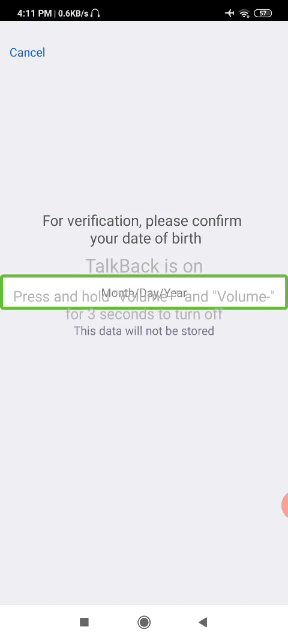 4:11 PM | 0.6KB/s
57
Cancel
For verification, please confirm
your date of birth
TalkBack is on
Month/Day/Year
Press and hold "Volume+" and "Volume-"
for 3 seconds to turn off
This data will not be stored